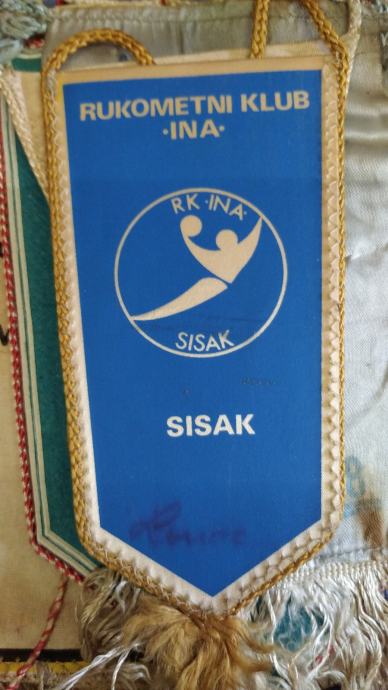 RUKOMETNI KLUB
·INA·
RK·INA·
SISAK
SISAK